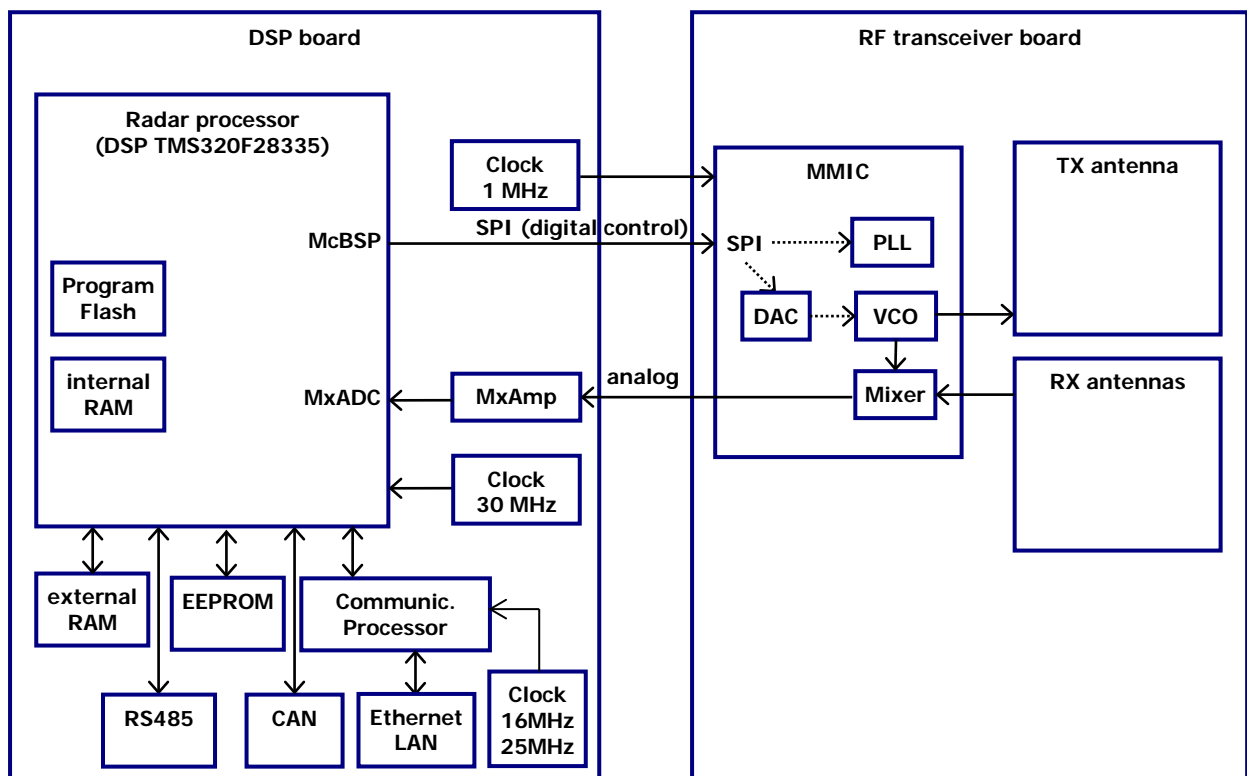 DSP board
RF transceiver board
Radar processor
(DSP TMS320F28335)
Clock
1 MHz
MMIC
TX antenna
McBSP
SPI (digital control)
SPI
PLL
Program
Flash
DAC
VCO
internal
RAM
MxADC
MxAmp
analog
Mixer
RX antennas
Clock
30 MHz
external
RAM
EEPROM
Communic.
Processor
RS485
CAN
Ethernet
LAN
Clock
16MHz
25MHz